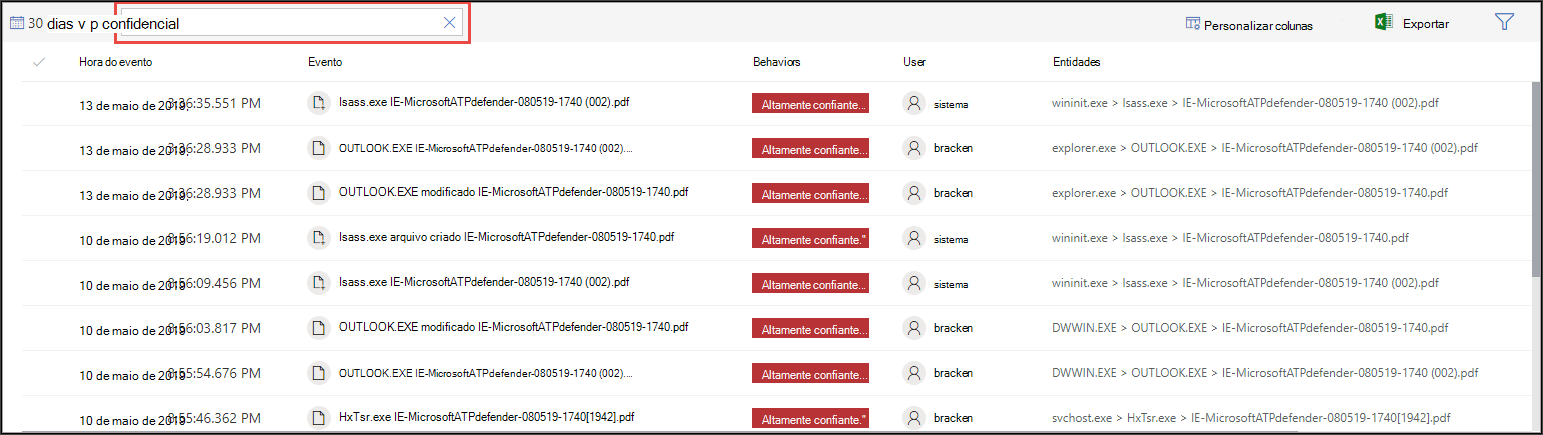 30 dias v p confidencial
Personalizar colunas
Exportar
Hora do evento Evento Behaviors User Entidades
13 de maio de 2019, 3:36:35.551 PM lsass.exe IE-MicrosoftATPdefender-080519-1740 (002).pdf Altamente confiante... sistema wininit.exe > lsass.exe > IE-MicrosoftATPdefender-080519-1740 (002).pdf
13 de maio de 2019, 3:36:28.933 PM OUTLOOK.EXE IE-MicrosoftATPdefender-080519-1740 (002).... Altamente confiante... bracken explorer.exe > OUTLOOK.EXE > IE-MicrosoftATPdefender-080519-1740 (002).pdf
13 de maio de 2019, 3:36:28.933 PM OUTLOOK.EXE modificado IE-MicrosoftATPdefender-080519-1740.pdf Altamente confiante... bracken explorer.exe > OUTLOOK.EXE > IE-MicrosoftATPdefender-080519-1740.pdf
10 de maio de 2019 :56:19.012 PM lsass.exe arquivo criado IE-MicrosoftATPdefender-080519-1740.pdf Altamente confiante." sistema wininit.exe > lsass.exe > IE-MicrosoftATPdefender-080519-1740.pdf
10 de maio de 2019 :56:09.456 PM lsass.exe IE-MicrosoftATPdefender-080519-1740 (002).pdf Altamente confiante... sistema wininit.exe > lsass.exe > IE-MicrosoftATPdefender-080519-1740 (002).pdf
10 de maio de 2019 :56:03.817 PM OUTLOOK.EXE modificado IE-MicrosoftATPdefender-080519-1740.pdf Altamente confiante... bracken DWWIN.EXE > OUTLOOK.EXE > IE-MicrosoftATPdefender-080519-1740.pdf
10 de maio de 2019 :55:54.676 PM OUTLOOK.EXE IE-MicrosoftATPdefender-080519-1740 (002).... Altamente confiante... bracken DWWIN.EXE > OUTLOOK.EXE > IE-MicrosoftATPdefender-080519-1740 (002).pdf
10 de maio de 2019 :55:46.362 PM HxTsr.exe IE-MicrosoftATPdefender-080519-1740[1942].pdf Altamente confiante." bracken svchost.exe > HxTsr.exe > IE-MicrosoftATPdefender-080519-1740[1942].pdf